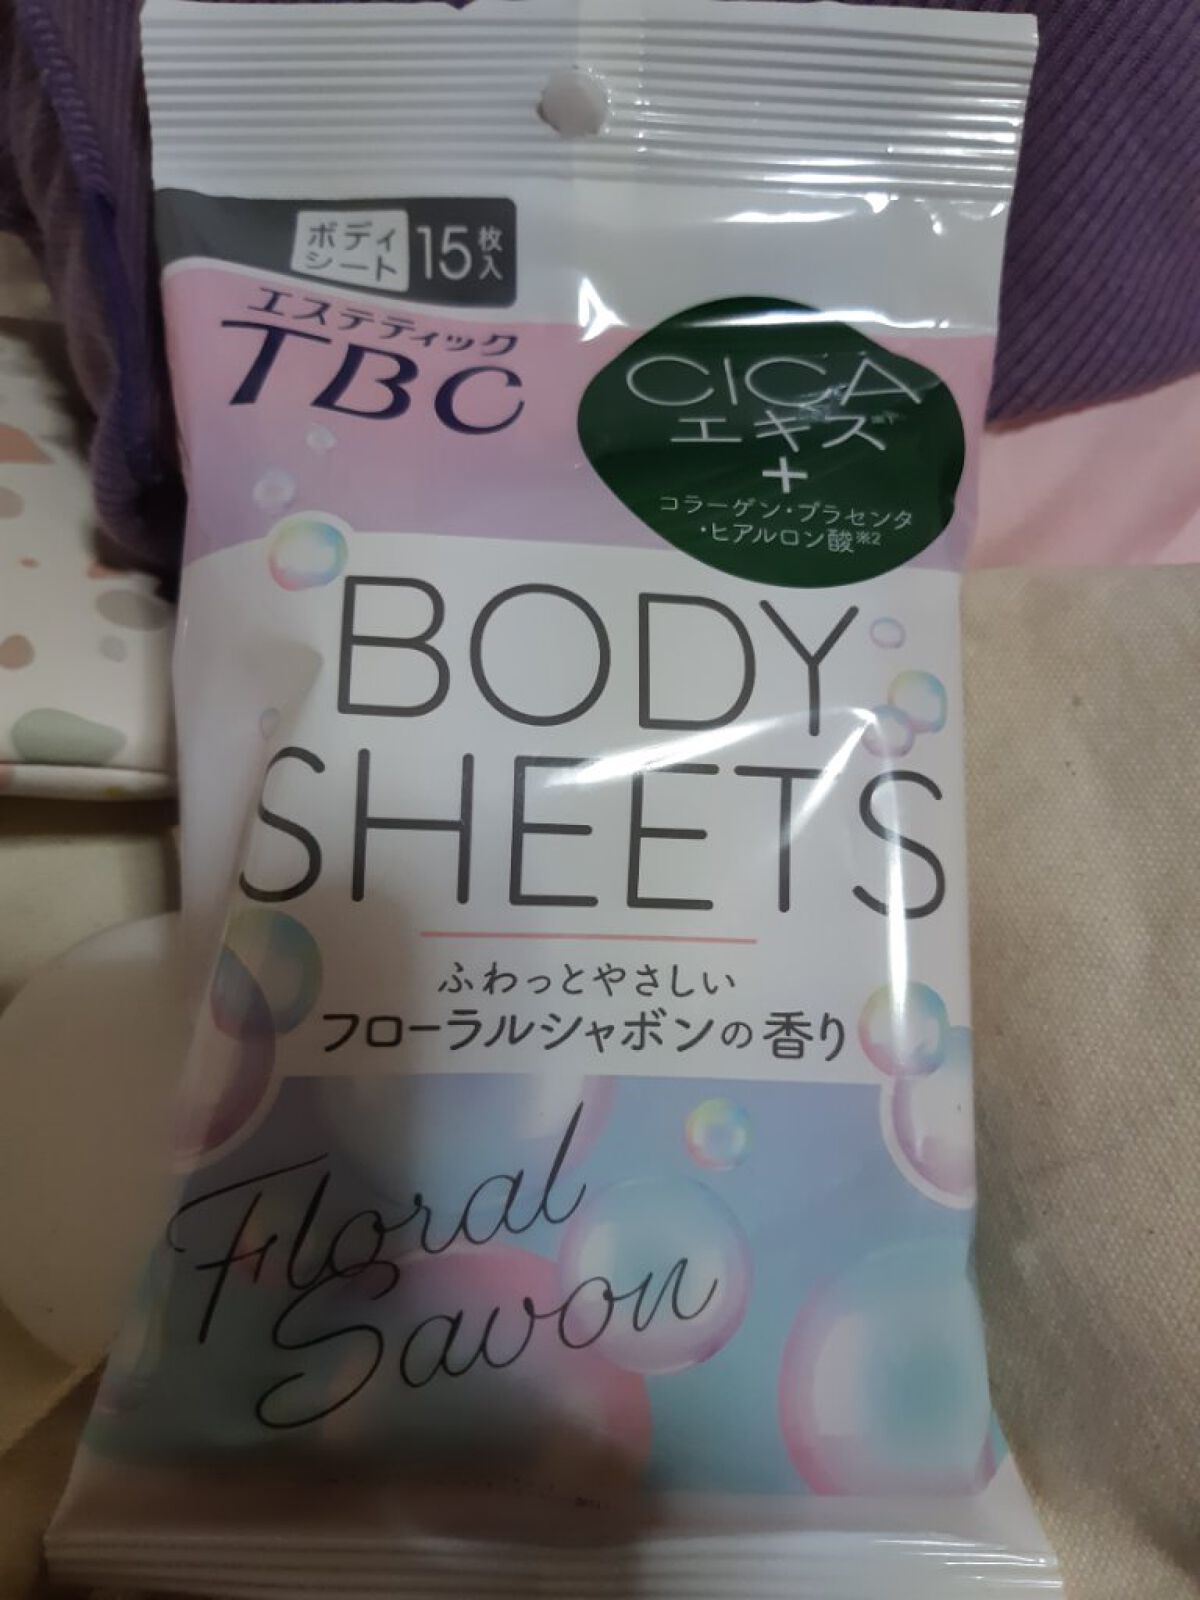 ボディ
シート
15枚入
エステティック
TBC
CICA
エキス
+
コラーゲン・プラセンタ
・ヒアルロン酸※2
BODY
SHEETS
ふわっとやさしい
フローラルシャボンの香り
Floral
Savon